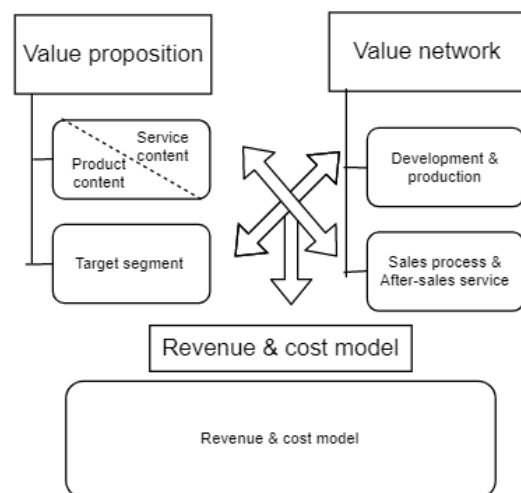 Value proposition
Service
content
Product
content
Target segment
Value network
Development &
production
Sales process &
After-sales service
Revenue & cost model
Revenue & cost model